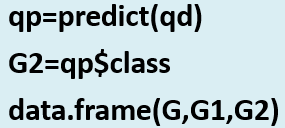 qp=predict(qd)
G2=qp$class
data.frame(G,G1,G2)